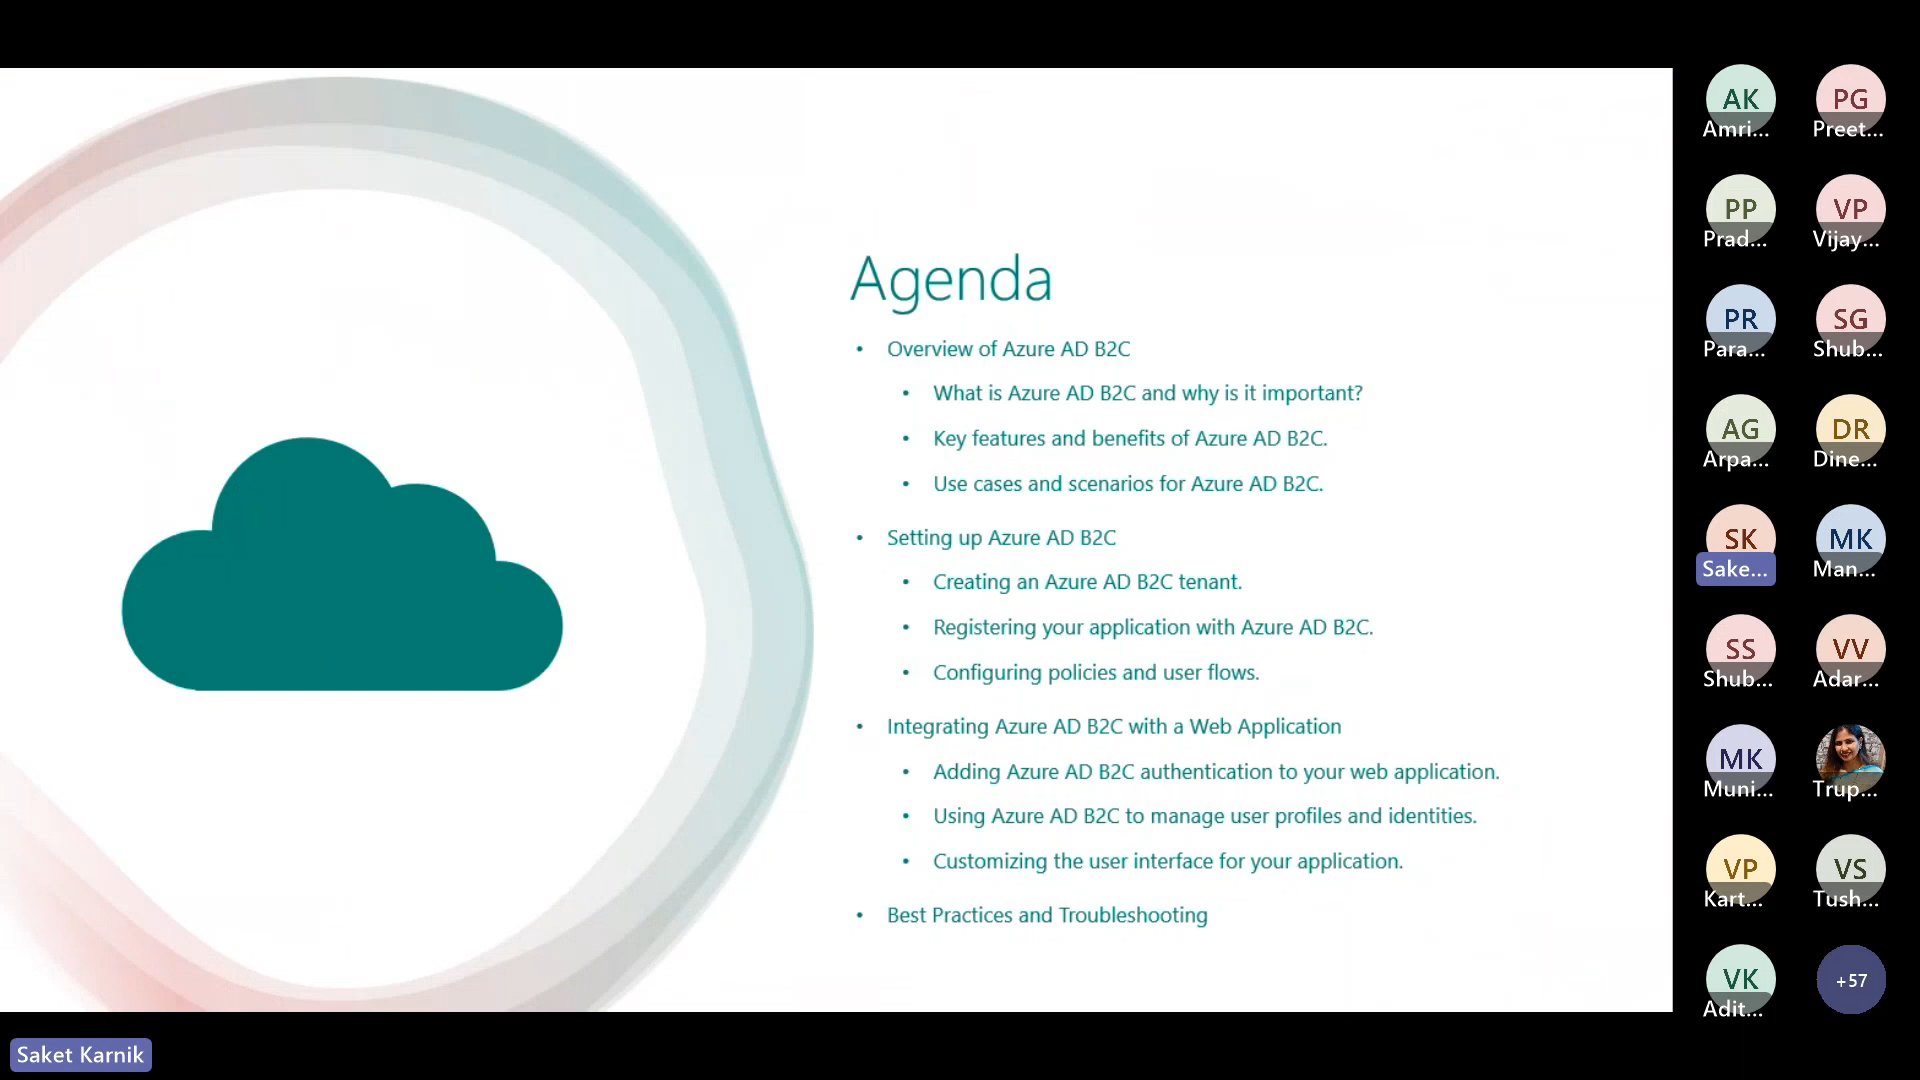 Agenda
• Overview of Azure AD B2C
• What is Azure AD B2C and why is it important?
• Key features and benefits of Azure AD B2C.
• Use cases and scenarios for Azure AD B2C.
• Setting up Azure AD B2C
• Creating an Azure AD B2C tenant.
• Registering your application with Azure AD B2C.
• Configuring policies and user flows.
• Integrating Azure AD B2C with a Web Application
• Adding Azure AD B2C authentication to your web application.
• Using Azure AD B2C to manage user profiles and identities.
• Customizing the user interface for your application.
• Best Practices and Troubleshooting
AK
Amri...
PG
Preet...
PP
Prad...
VP
Vijay...
PR
Para...
SG
Shub...
AG
Arpa...
DR
Dine...
SK
Sake...
MK
Man...
SS
Shub...
VV
Adar...
MK
Muni...
Trup...
VP
Kart...
VS
Tush...
VK
Adit...
+57
Saket Karnik